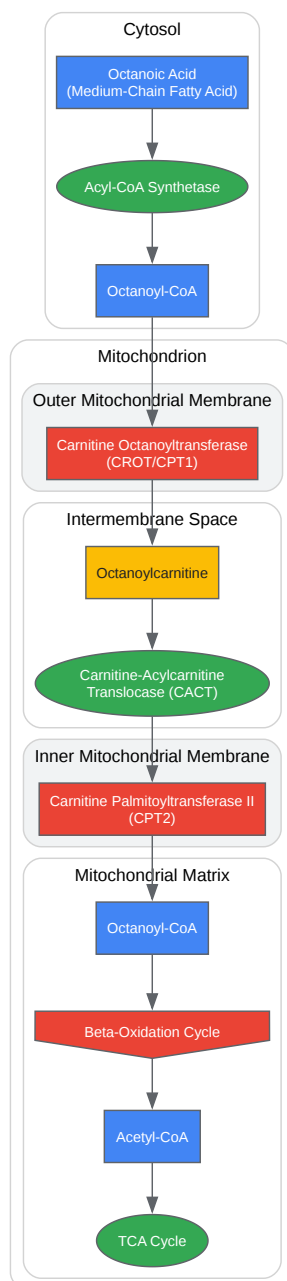 Cytosol
Octanoic Acid
(Medium-Chain Fatty Acid)
Acyl-CoA Synthetase
Octanoyl-CoA
Mitochondrion
Outer Mitochondrial Membrane
Carnitine Octanoyltransferase
(CROT/CPT1)
Intermembrane Space
Octanoylcarnitine
Carnitine-Acylcarnitine
Translocase (CACT)
Inner Mitochondrial Membrane
Carnitine Palmitoyltransferase II
(CPT2)
Mitochondrial Matrix
Octanoyl-CoA
Beta-Oxidation Cycle
Acetyl-CoA
TCA Cycle